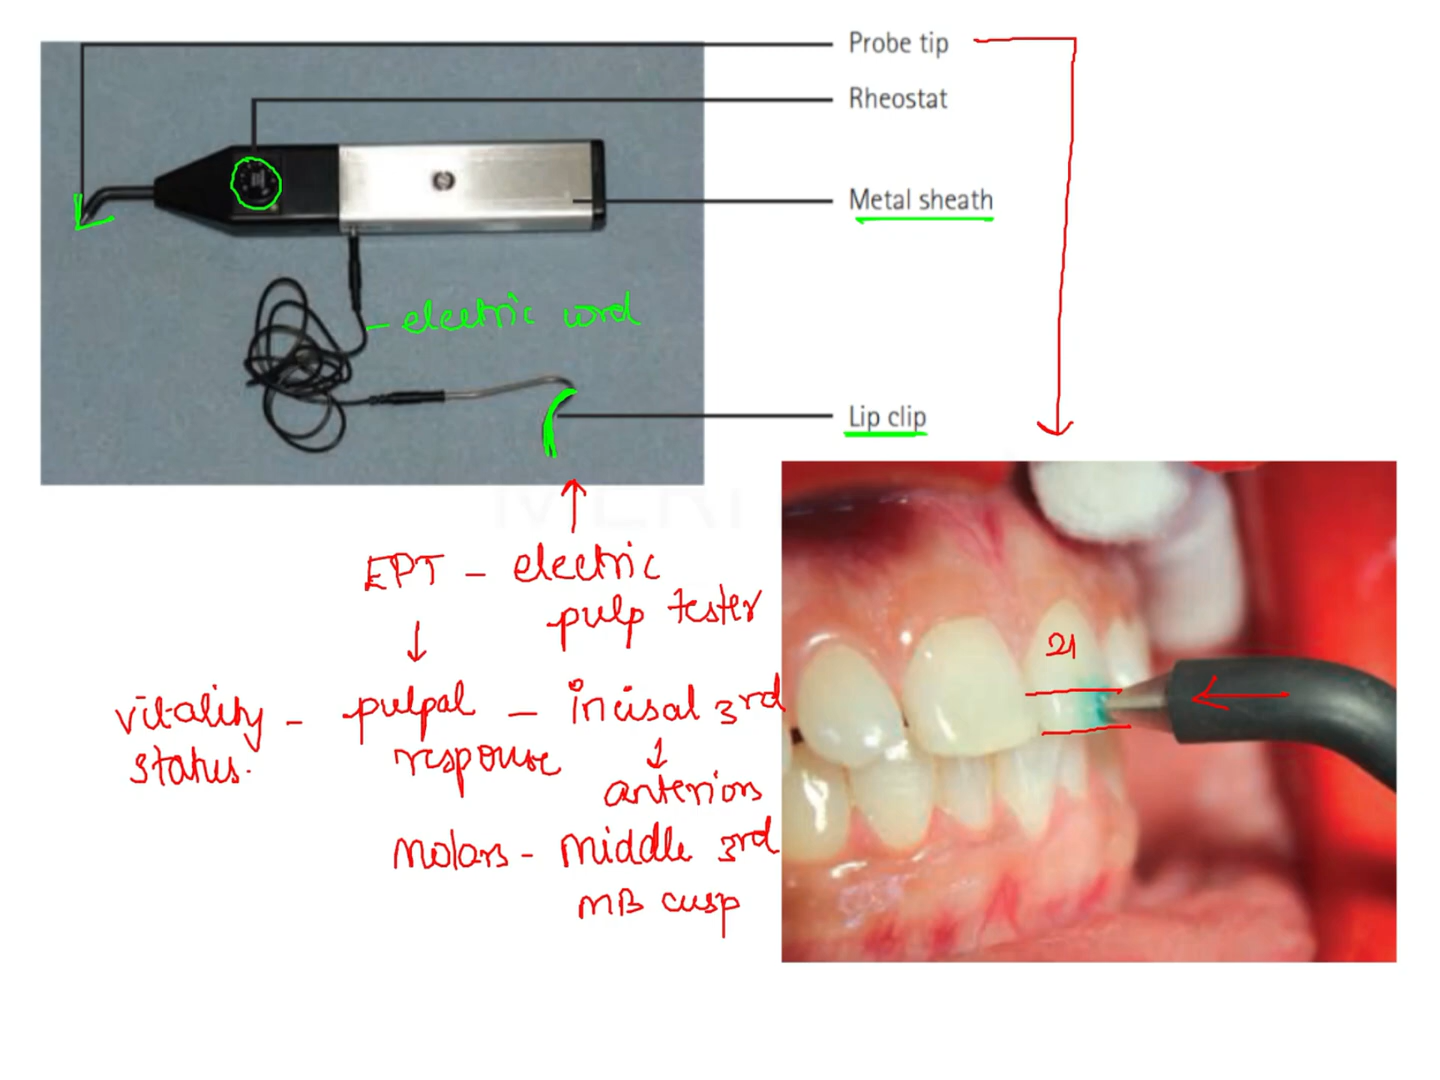 Probe tip
Rheostat
Metal sheath
electric cord
Lip clip
EPT - electric
pulp tester
vitality - pulpal - incisal 3rd
status. response
anteriors
Molars - middle 3rd
MB cusp
21